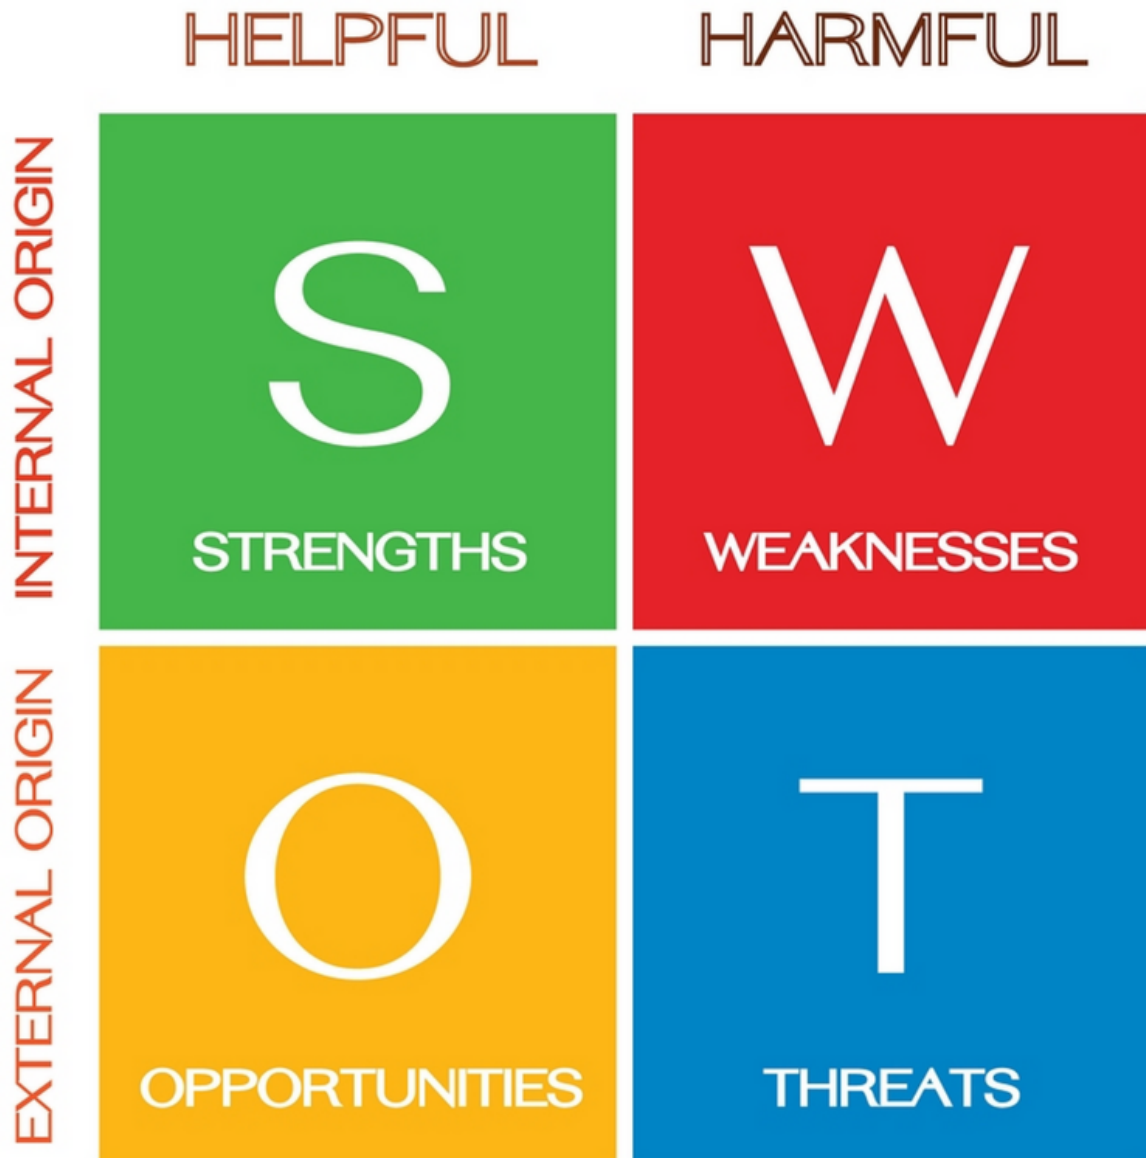 HELPFUL
HARMFUL
INTERNAL ORIGIN
S
STRENGTHS
W
WEAKNESSES
EXTERNAL ORIGIN
O
OPPORTUNITIES
T
THREATS